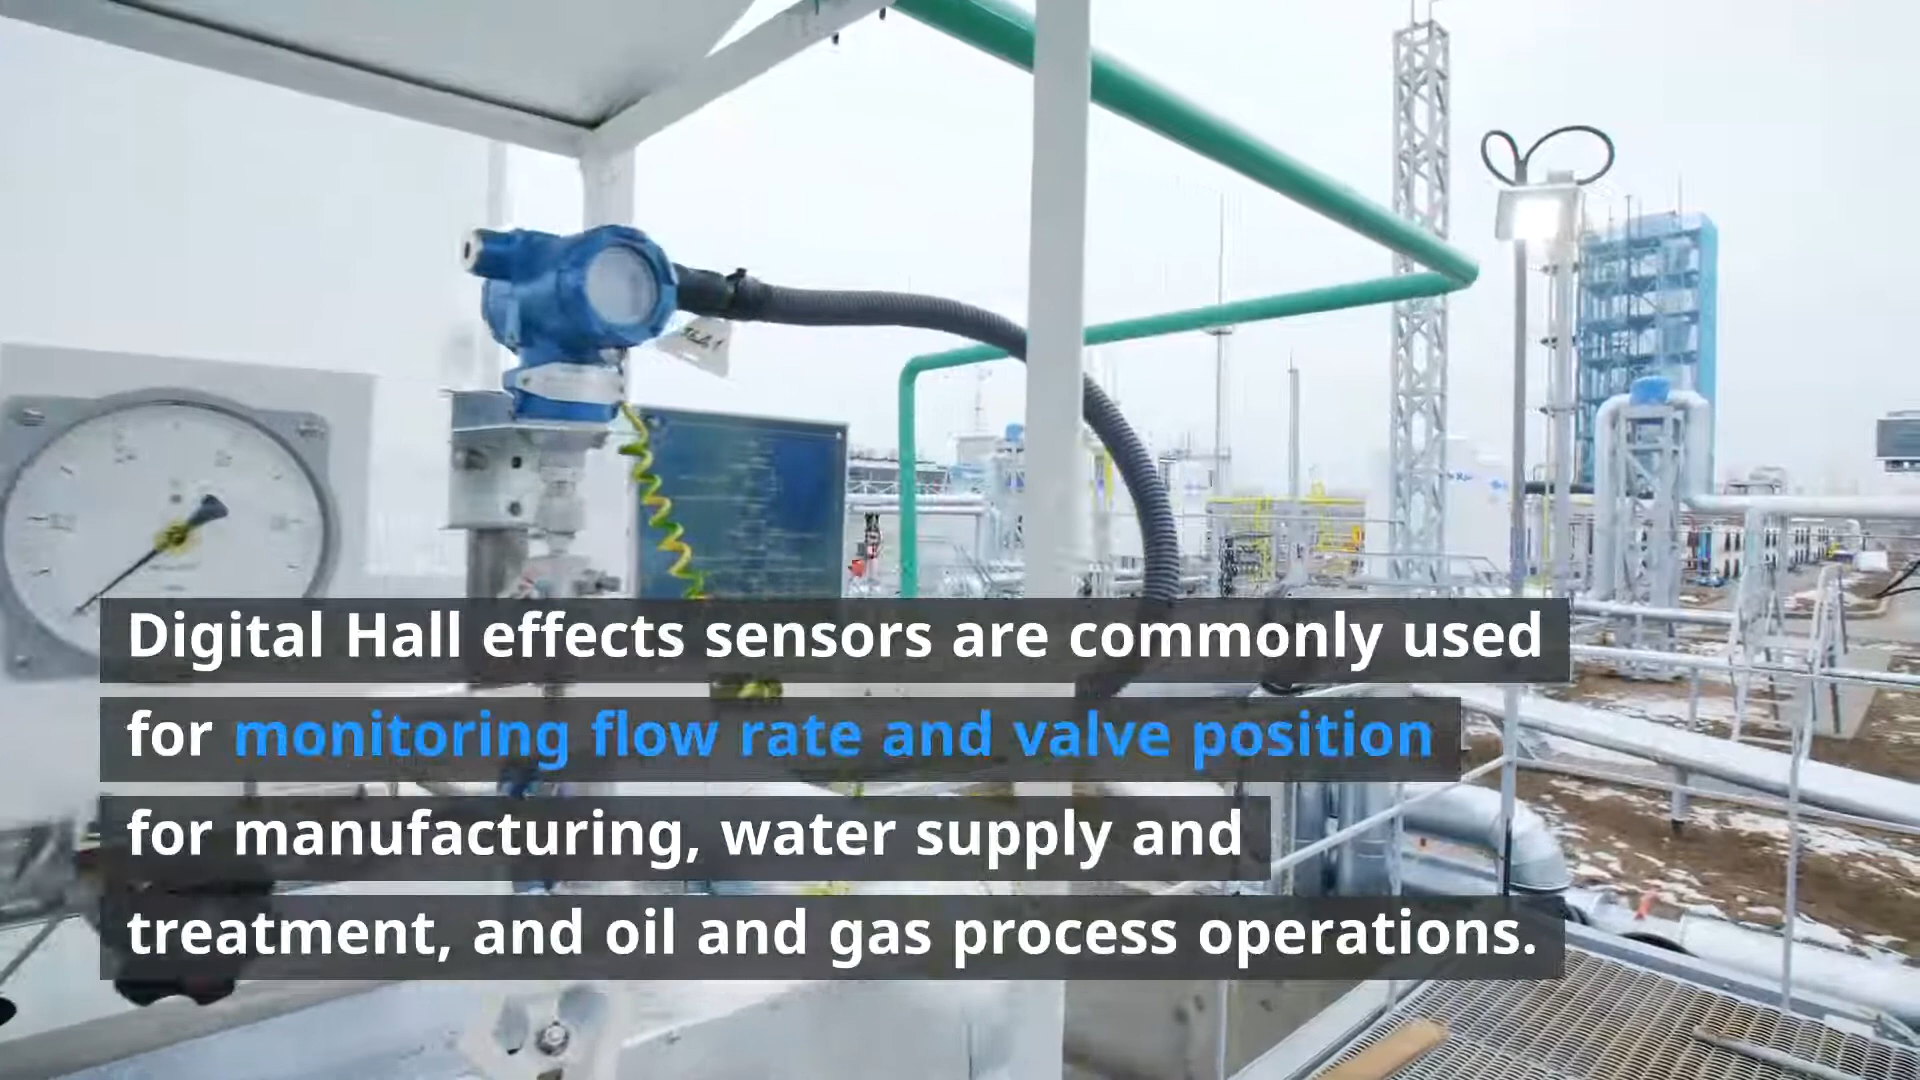 Digital Hall effects sensors are commonly used
for monitoring flow rate and valve position
for manufacturing, water supply and
treatment, and oil and gas process operations.